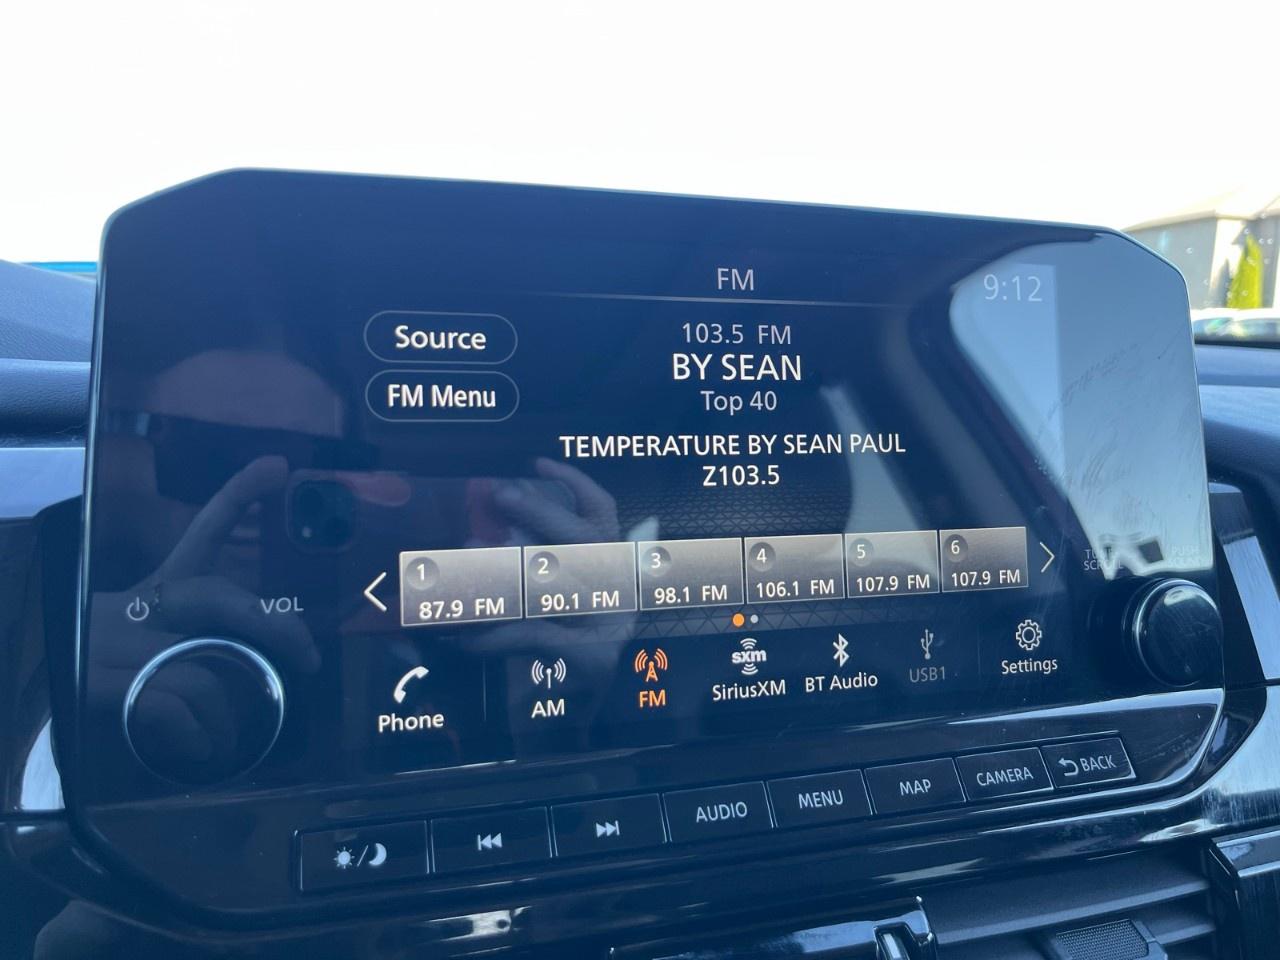 FM
9:12
Source
103.5 FM
BY SEAN
FM Menu
Top 40
TEMPERATURE BY SEAN PAUL
Z103.5
1
87.9 FM
2
90.1 FM
3
98.1 FM
4
106.1 FM
5
107.9 FM
6
107.9 FM
VOL
TUNE
SCROLL
PUSH
Phone
AM
FM
sxm
SiriusXM
BT Audio
USB1
Settings
AUDIO
MENU
MAP
CAMERA
BACK